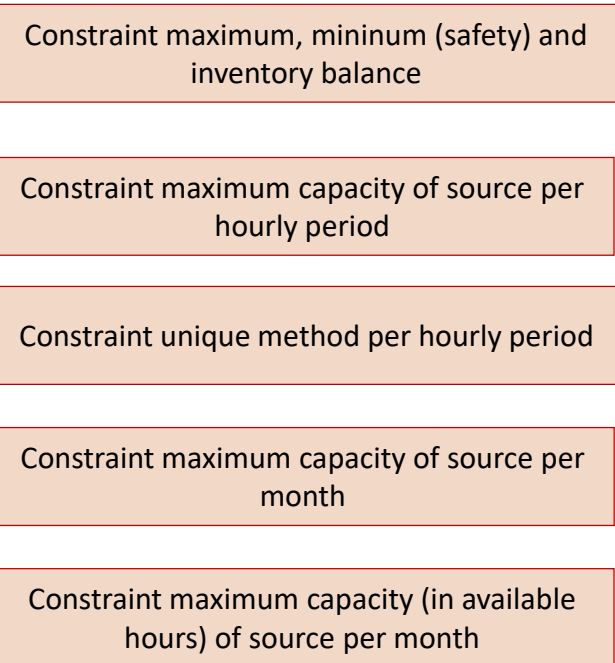 Constraint maximum, mininum (safety) and
inventory balance
Constraint maximum capacity of source per
hourly period
Constraint unique method per hourly period
Constraint maximum capacity of source per
month
Constraint maximum capacity (in available
hours) of source per month